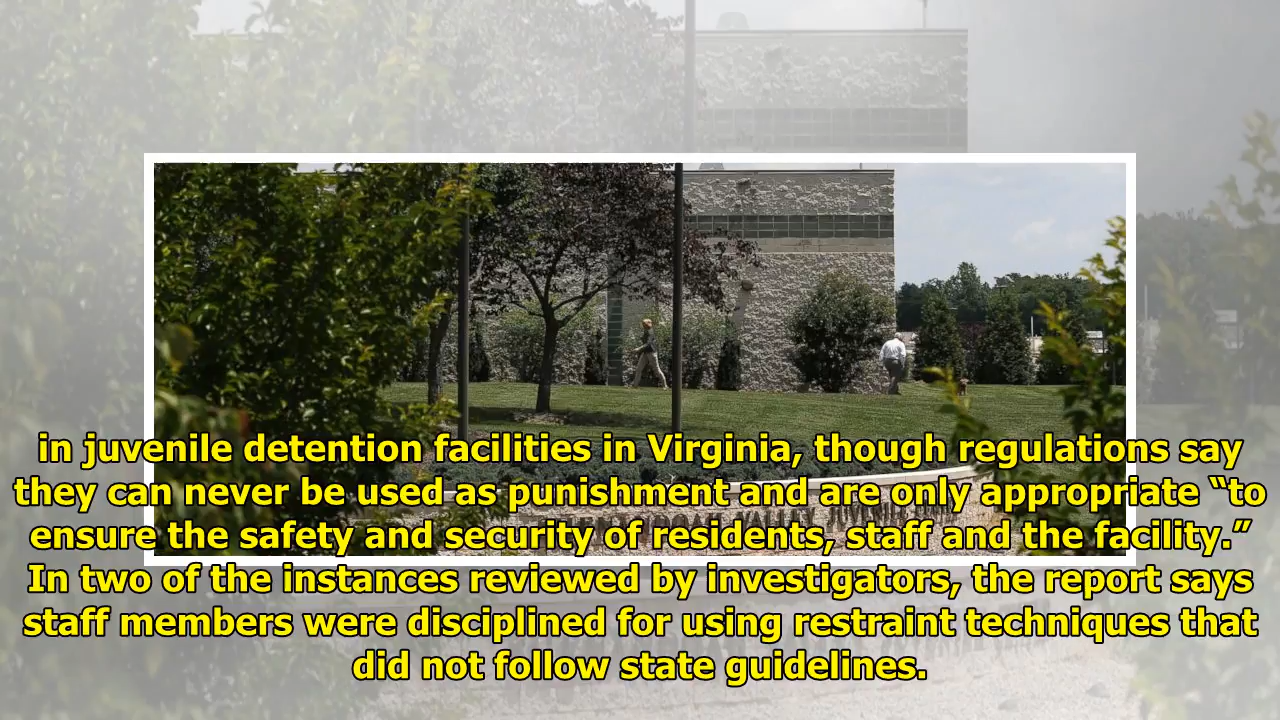 in juvenile detention facilities in Virginia, though regulations say
they can never be used as punishment and are only appropriate “to
ensure the safety and security of residents, staff and the facility.”
In two of the instances reviewed by investigators, the report says
staff members were disciplined for using restraint techniques that
did not follow state guidelines.
VALLEY JUVENILE